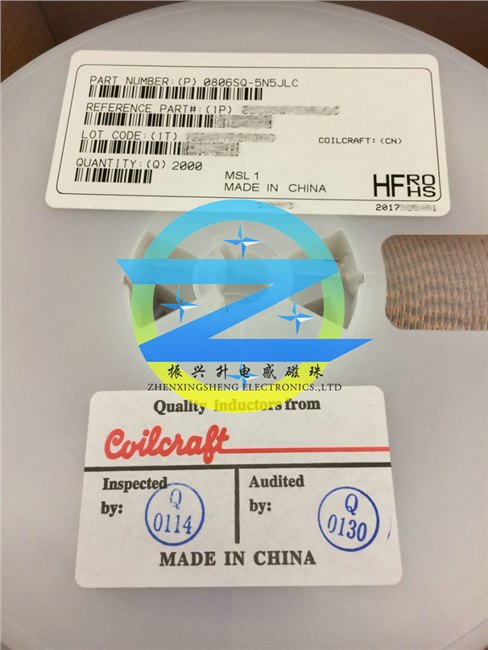 PART NUMBER:(P) 0806SQ-5N5JLC
REFERENCE PART#:(1P)
LOT CODE:(1T)
COILCRAFT:(CN)
QUANTITY:(Q) 2000
MSL 1
MADE IN CHINA
HF RO HS
2017
Z
振兴升电感磁珠
ZHENXINGSHENG ELECTRONICS.,LTD
Quality Inductors from
Coilcraft
Inspected by:
Q
0114
Audited by:
Q
0130
MADE IN CHINA